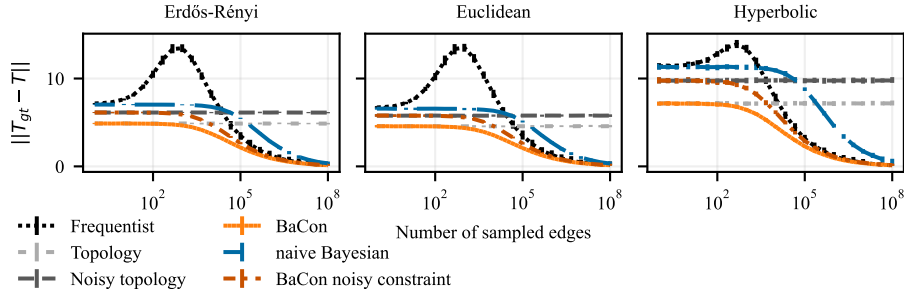 Erdős-Rényi
Euclidean
Hyperbolic
||T_gt − T||
10
0
10^2
10^5
10^8
10^2
10^5
10^8
10^2
10^5
10^8
Number of sampled edges
Frequentist
Topology
Noisy topology
BaCon
naive Bayesian
BaCon noisy constraint